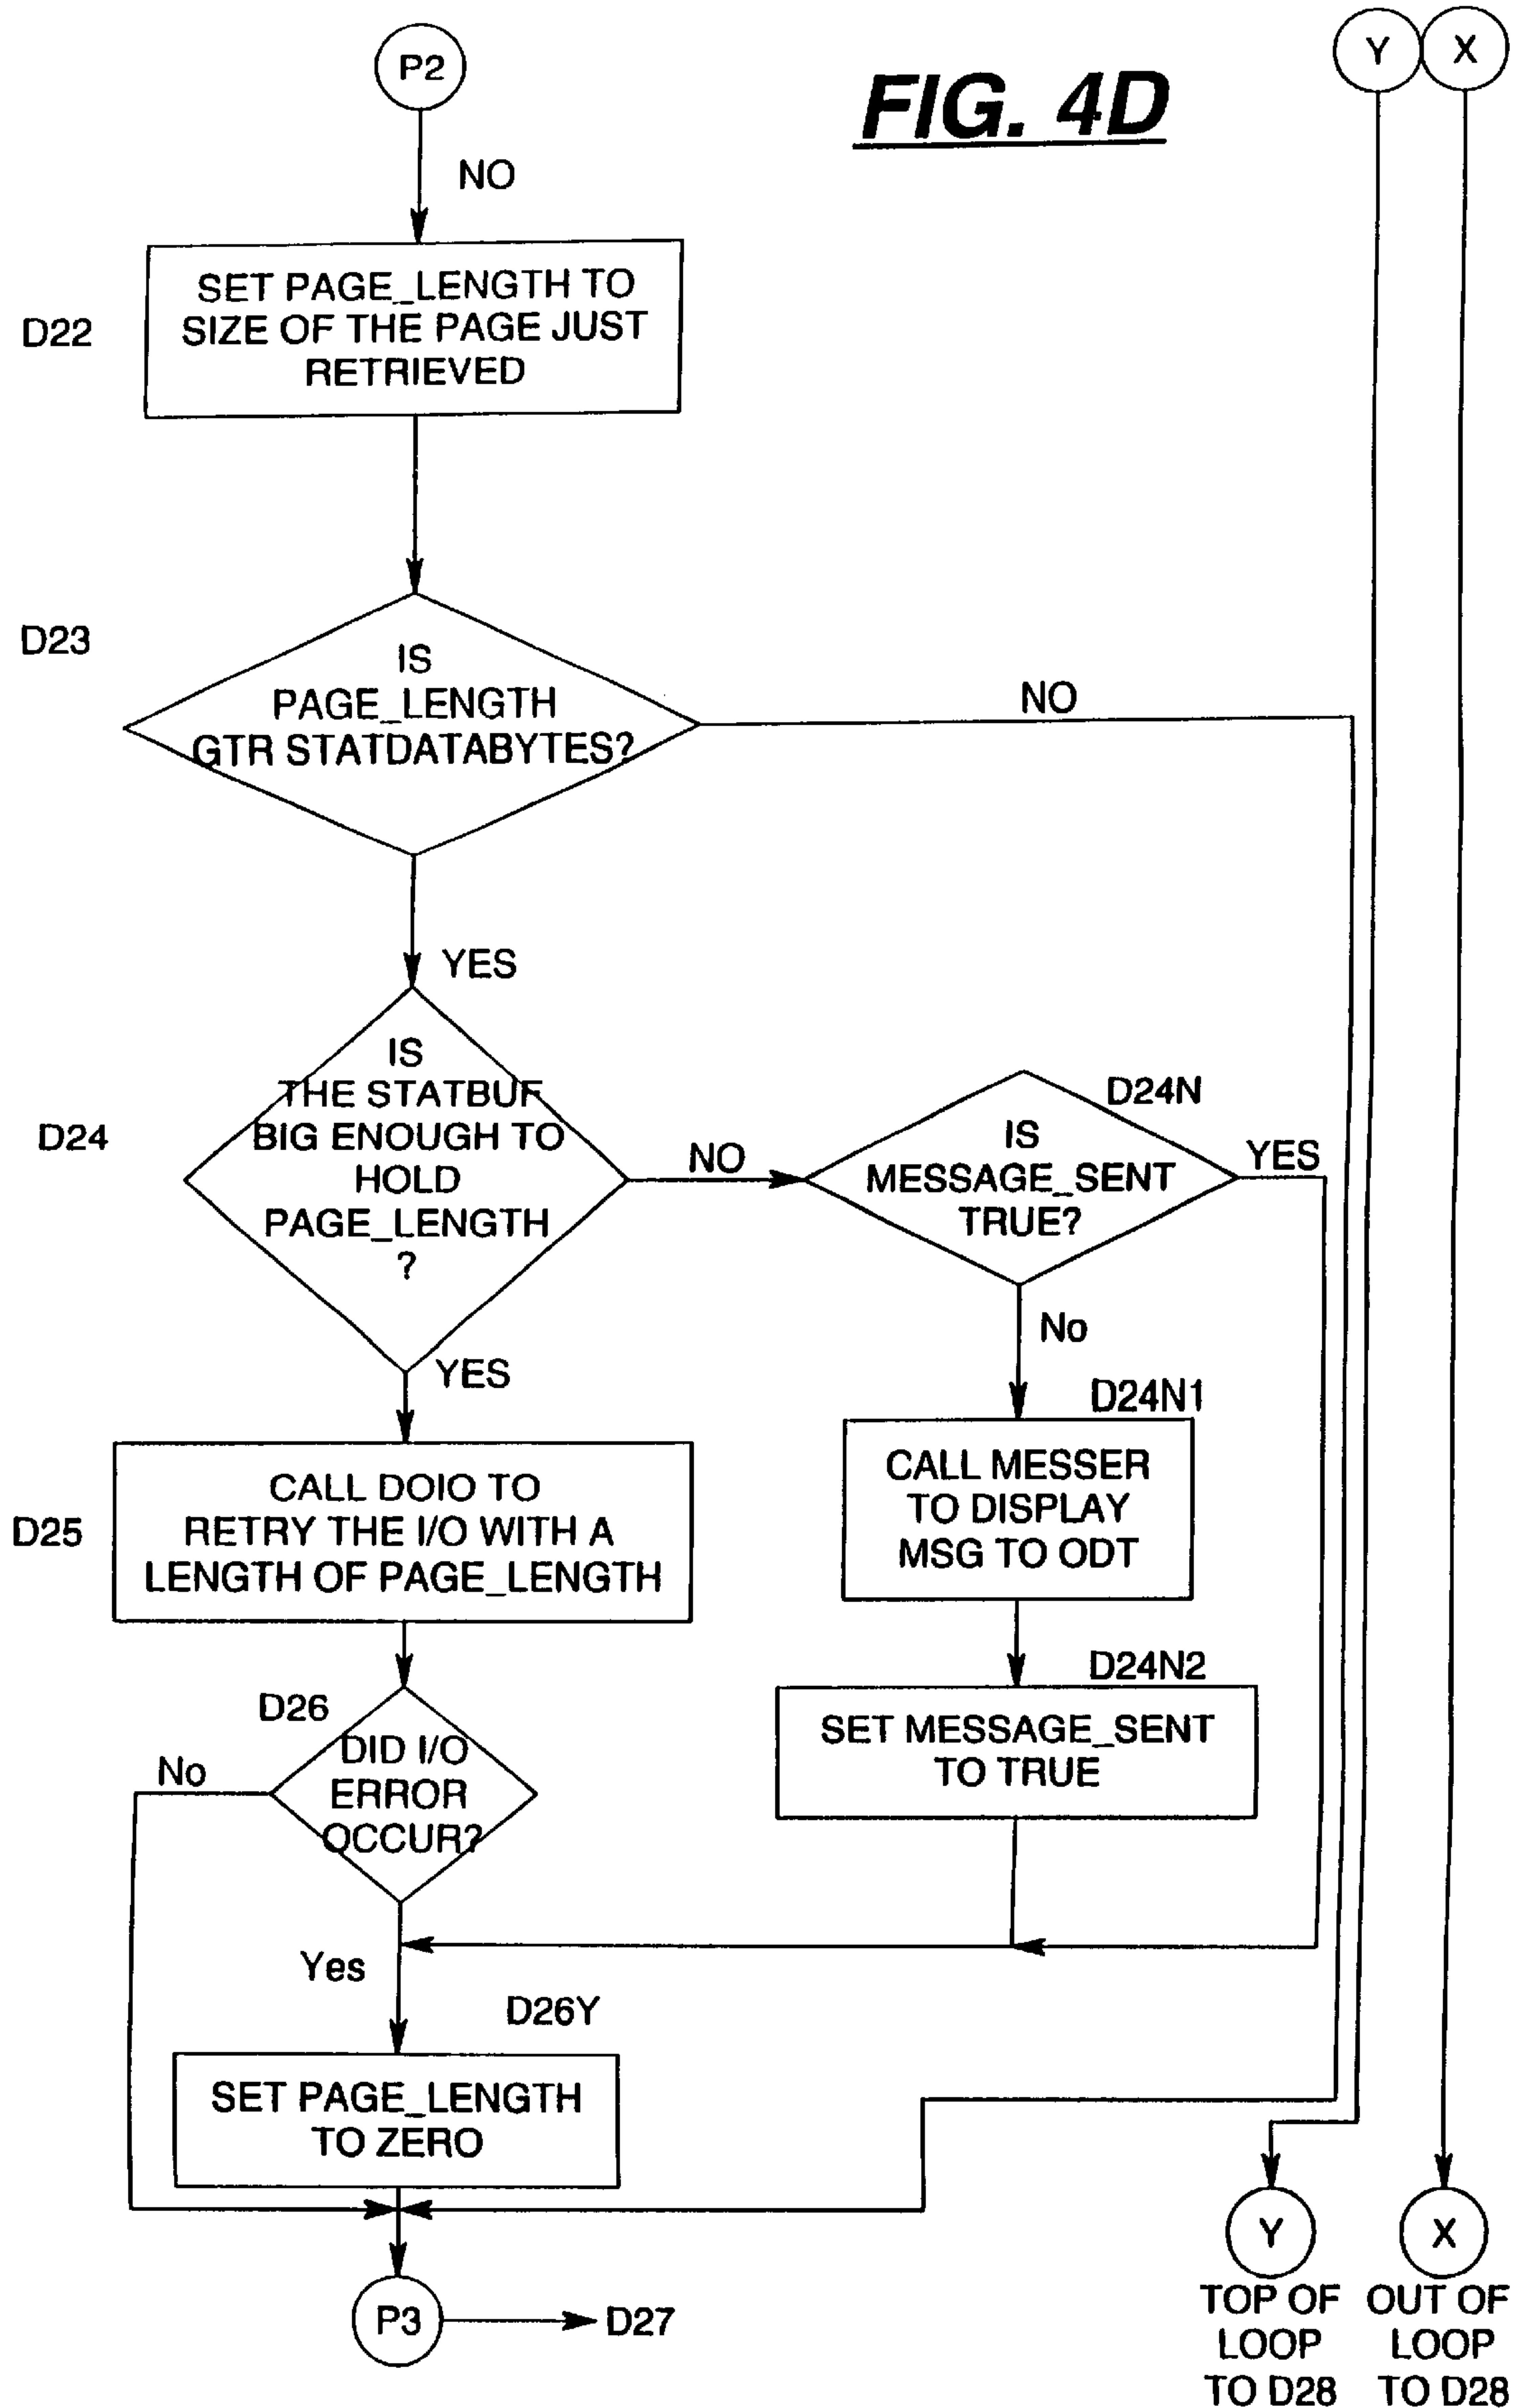 P2
Y
X
FIG. 4D
NO
D22
SET PAGE_LENGTH TO
SIZE OF THE PAGE JUST
RETRIEVED
D23
IS
PAGE_LENGTH
GTR STATDATABYTES?
NO
YES
D24
IS
THE STATBUF
BIG ENOUGH TO
HOLD
PAGE_LENGTH
?
NO
D24N
IS
MESSAGE_SENT
TRUE?
YES
No
YES
D24N1
CALL MESSER
TO DISPLAY
MSG TO ODT
D25
CALL DOIO TO
RETRY THE I/O WITH A
LENGTH OF PAGE_LENGTH
D24N2
SET MESSAGE_SENT
TO TRUE
D26
DID I/O
ERROR
OCCUR?
No
Yes
D26Y
SET PAGE_LENGTH
TO ZERO
P3
D27
Y
TOP OF
LOOP
TO D28
X
OUT OF
LOOP
TO D28